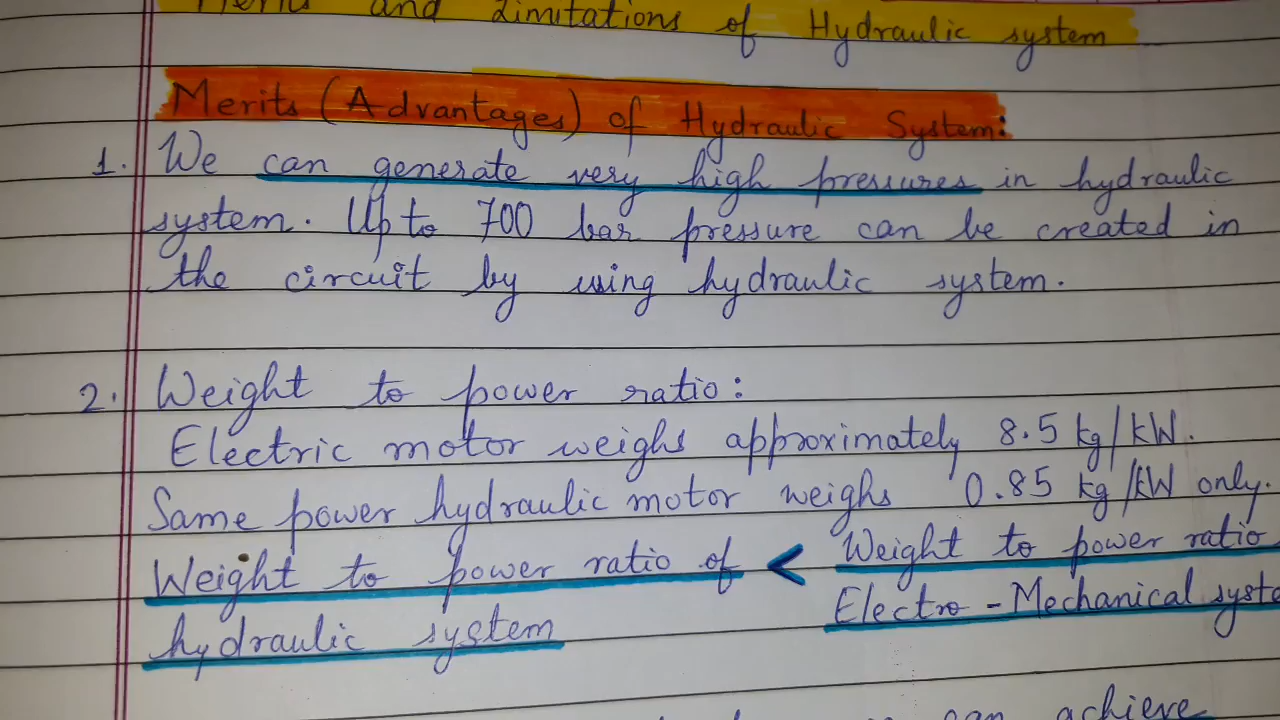 Merits and Limitations of Hydraulic system
Merits (Advantages) of Hydraulic System:
1. We can generate very high pressures in hydraulic
system. Up to 700 bar pressure can be created in
the circuit by using hydraulic system.
2. Weight to power ratio:
Electric motor weighs approximately 8.5 kg/kW.
Same power hydraulic motor weighs 0.85 kg/kW only.
Weight to power ratio of < Weight to power ratio
hydraulic system Electro-Mechanical syste
can achieve